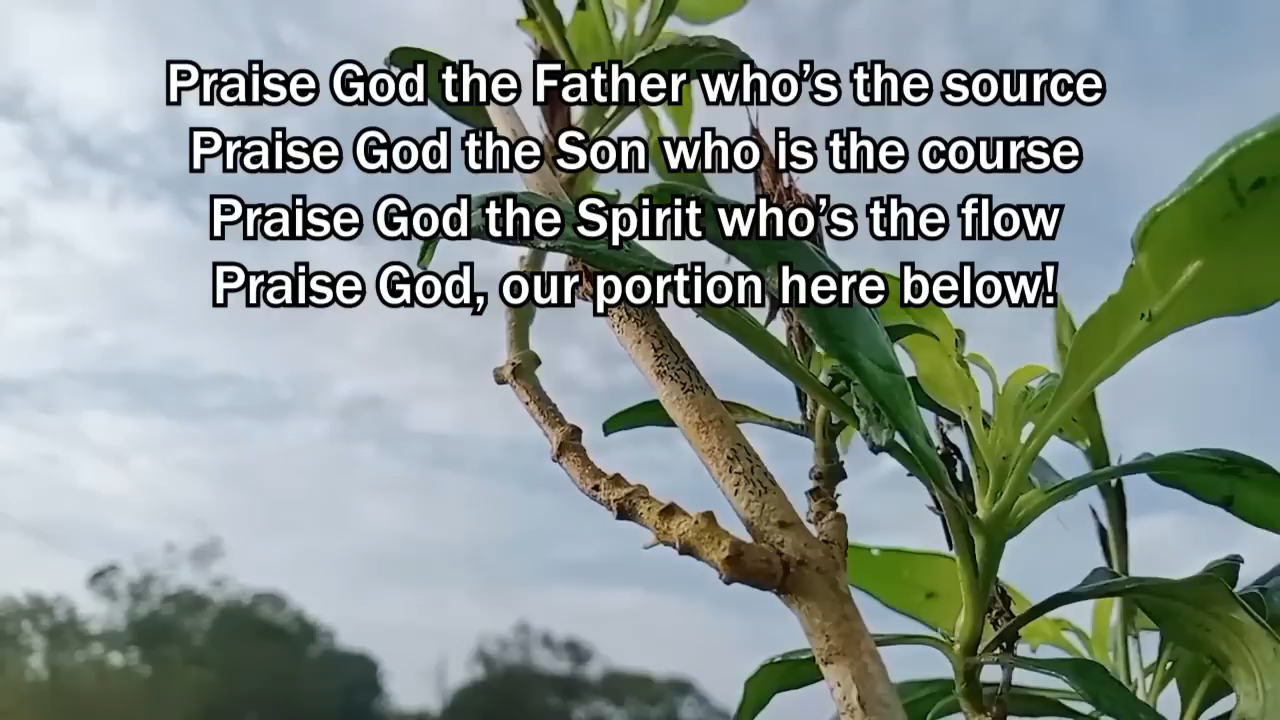 Praise God the Father who’s the source
Praise God the Son who is the course
Praise God the Spirit who’s the flow
Praise God, our portion here below!